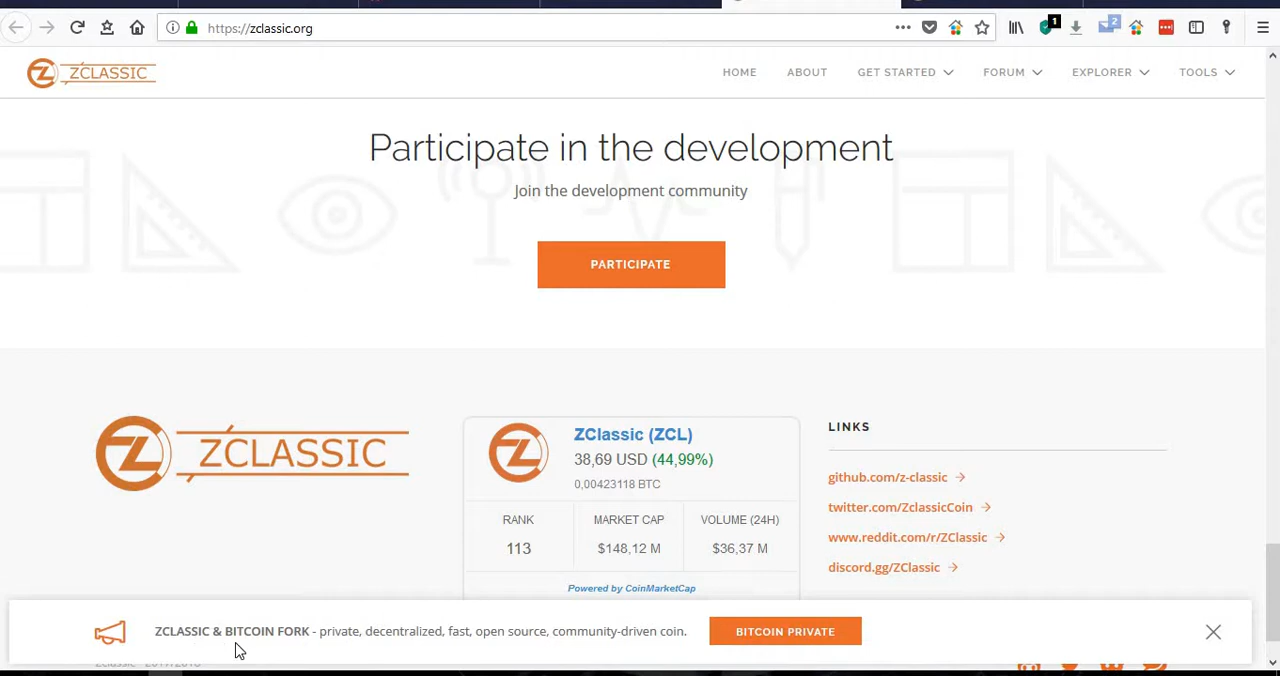 https://zclassic.org
1
2
ZCLASSIC
HOME
ABOUT
GET STARTED
FORUM
EXPLORER
TOOLS
Participate in the development
Join the development community
PARTICIPATE
ZCLASSIC
ZClassic (ZCL)
38,69 USD (44,99%)
0,00423118 BTC
RANK
113
MARKET CAP
$148,12 M
VOLUME (24H)
$36,37 M
Powered by CoinMarketCap
LINKS
github.com/z-classic →
twitter.com/ZclassicCoin →
www.reddit.com/r/ZClassic →
discord.gg/ZClassic →
ZCLASSIC & BITCOIN FORK - private, decentralized, fast, open source, community-driven coin.
BITCOIN PRIVATE